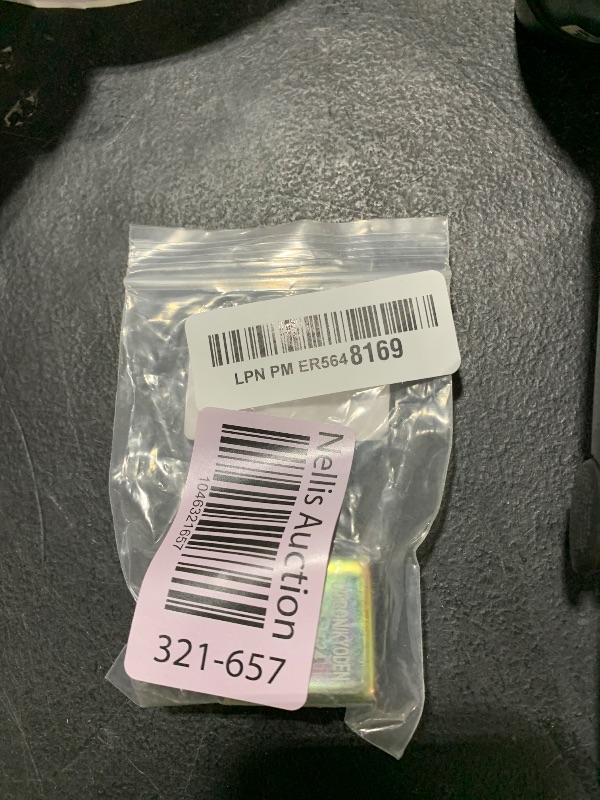 LPN PM ER5648169
Nellis Auction
1046321657
321-657